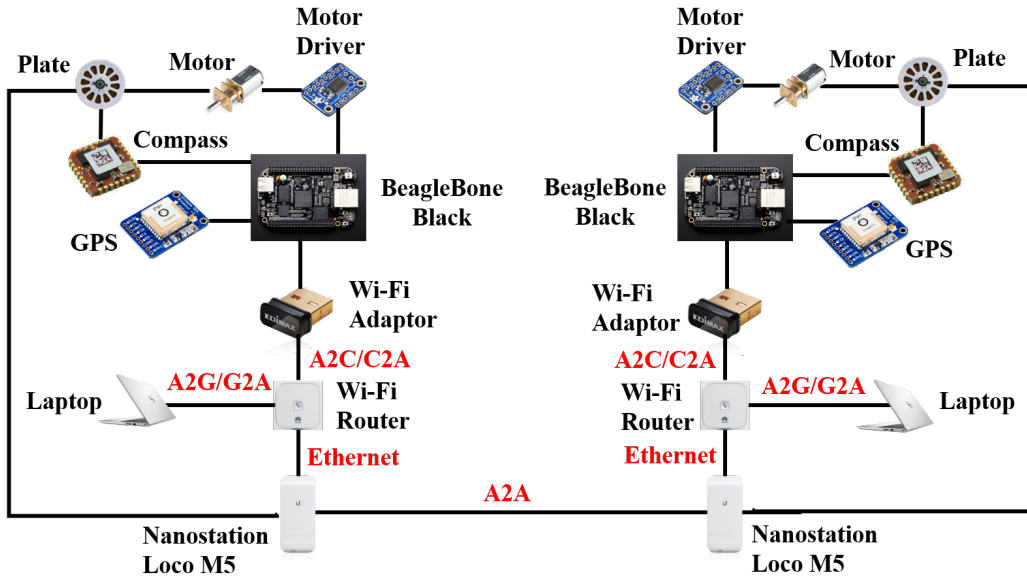 Motor
Driver
Motor
Plate
Compass
BeagleBone
Black
GPS
Wi-Fi
Adaptor
EDIMAX
A2C/C2A
A2G/G2A
Laptop
Wi-Fi
Router
Ethernet
A2A
Nanostation
Loco M5
Motor
Driver
Motor
Plate
Compass
BeagleBone
Black
GPS
Wi-Fi
Adaptor
EDIMAX
A2C/C2A
A2G/G2A
Laptop
Wi-Fi
Router
Ethernet
Nanostation
Loco M5